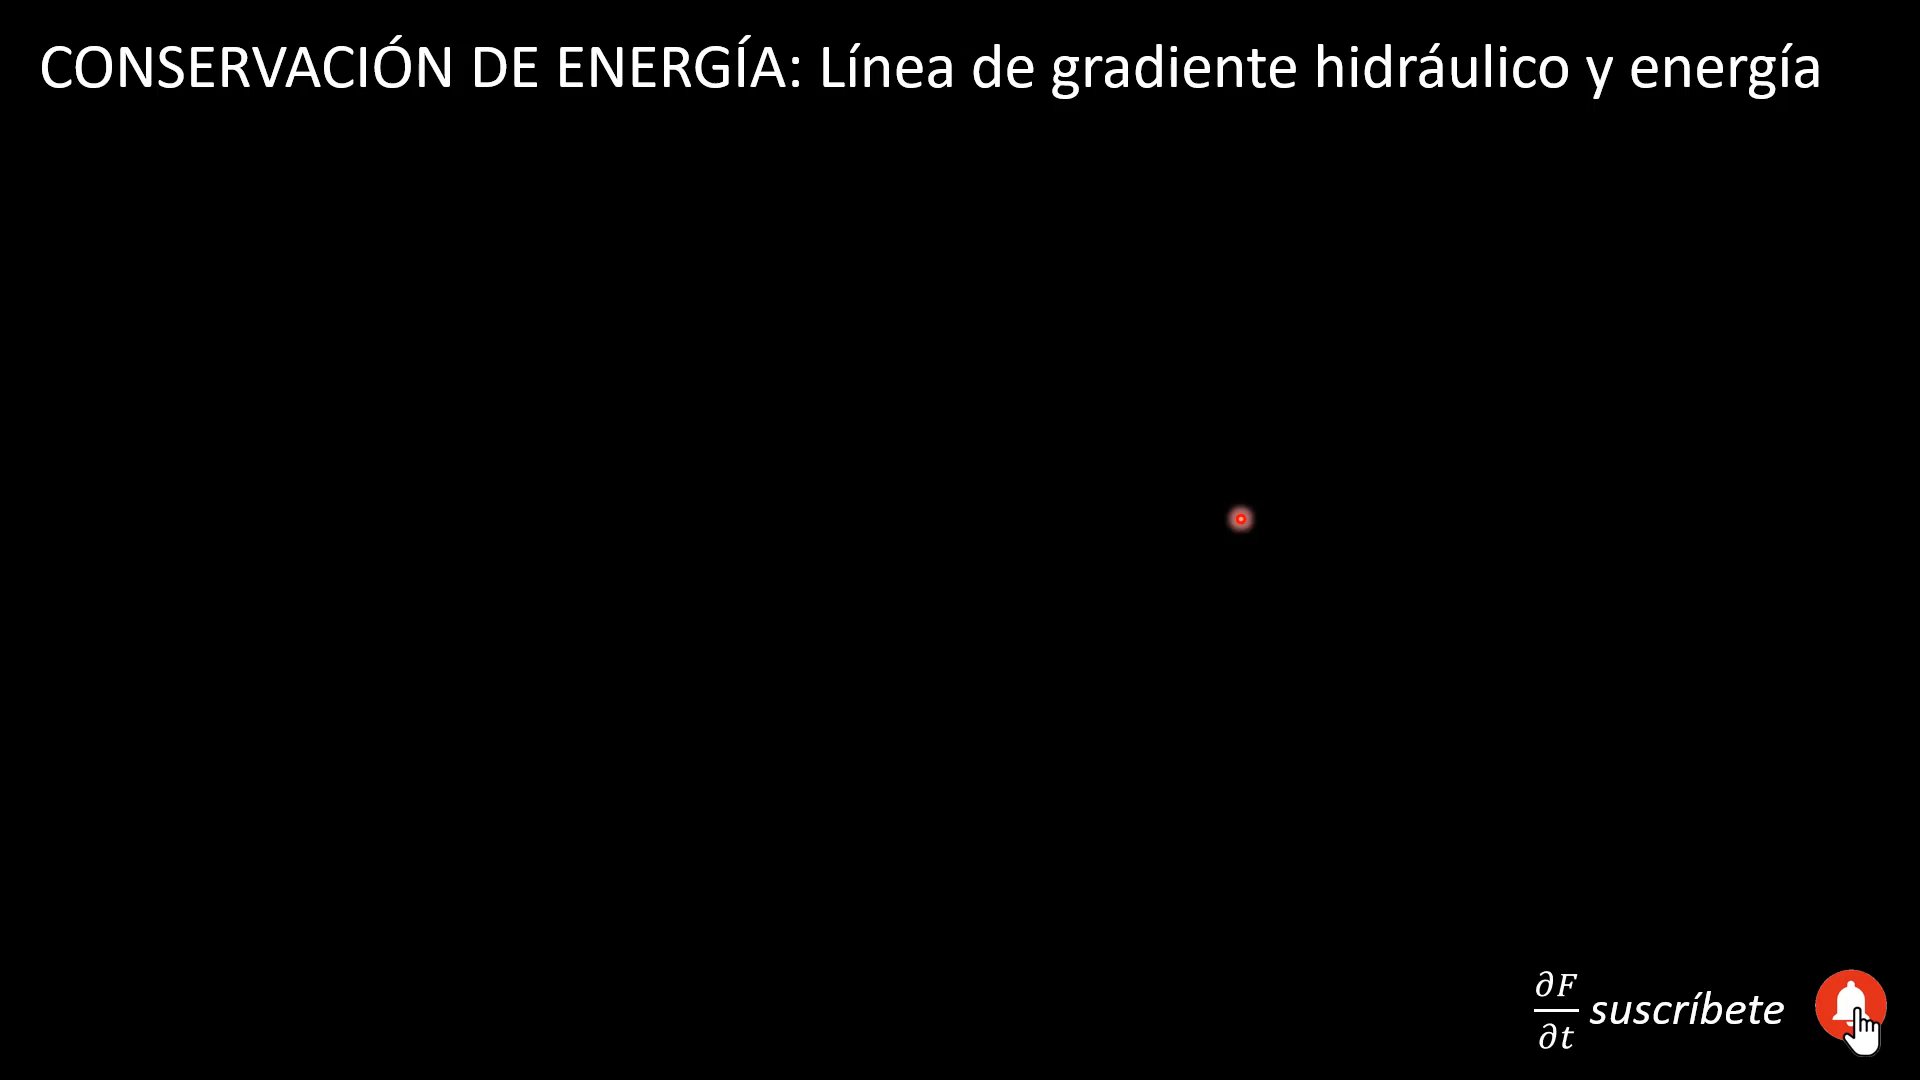 CONSERVACIÓN DE ENERGÍA: Línea de gradiente hidráulico y energía
∂F
∂t
suscríbete